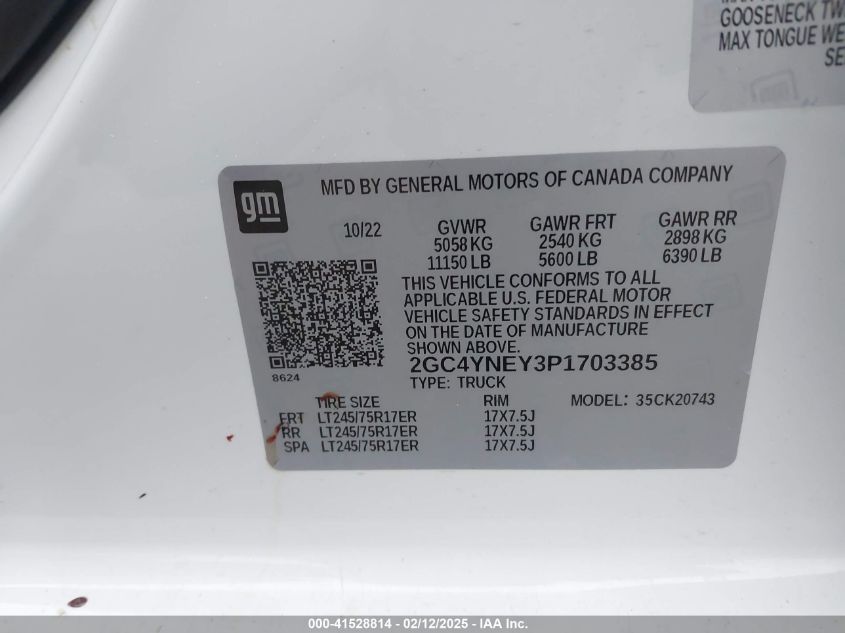 GOOSENECK
MAX TONGUE
gm
MFD BY GENERAL MOTORS OF CANADA COMPANY
10/22 GVWR GAWR FRT GAWR RR
5058 KG 2540 KG 2898 KG
11150 LB 5600 LB 6390 LB
THIS VEHICLE CONFORMS TO ALL
APPLICABLE U.S. FEDERAL MOTOR
VEHICLE SAFETY STANDARDS IN EFFECT
ON THE DATE OF MANUFACTURE
SHOWN ABOVE.
2GC4YNEY3P1703385
8624
TYPE: TRUCK
TIRE SIZE RIM MODEL: 35CK20743
FRT LT245/75R17ER 17X7.5J
RR LT245/75R17ER 17X7.5J
SPA LT245/75R17ER 17X7.5J
000-41528814 - 02/12/2025 - IAA, Inc.